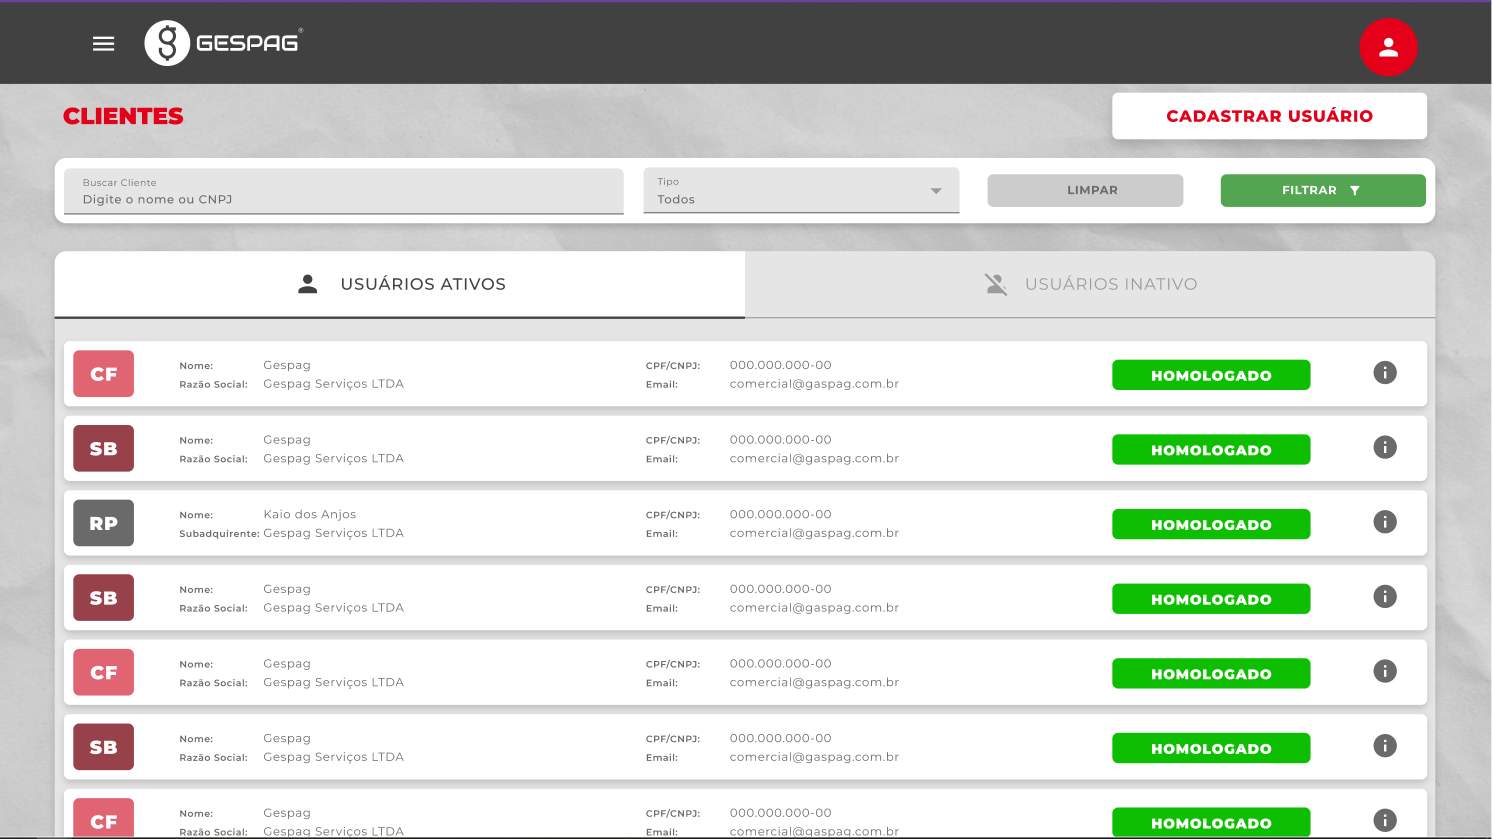 GESPAG®
CLIENTES
CADASTRAR USUÁRIO
Buscar Cliente
Digite o nome ou CNPJ
Tipo
Todos
LIMPAR
FILTRAR
USUÁRIOS ATIVOS
USUÁRIOS INATIVO
CF
Nome: Gespag
Razão Social: Gespag Serviços LTDA
CPF/CNPJ: 000.000.000-00
Email: comercial@gaspag.com.br
HOMOLOGADO
SB
Nome: Gespag
Razão Social: Gespag Serviços LTDA
CPF/CNPJ: 000.000.000-00
Email: comercial@gaspag.com.br
HOMOLOGADO
RP
Nome: Kaio dos Anjos
Subadquirente: Gespag Serviços LTDA
CPF/CNPJ: 000.000.000-00
Email: comercial@gaspag.com.br
HOMOLOGADO
SB
Nome: Gespag
Razão Social: Gespag Serviços LTDA
CPF/CNPJ: 000.000.000-00
Email: comercial@gaspag.com.br
HOMOLOGADO
CF
Nome: Gespag
Razão Social: Gespag Serviços LTDA
CPF/CNPJ: 000.000.000-00
Email: comercial@gaspag.com.br
HOMOLOGADO
SB
Nome: Gespag
Razão Social: Gespag Serviços LTDA
CPF/CNPJ: 000.000.000-00
Email: comercial@gaspag.com.br
HOMOLOGADO
CF
Nome: Gespag
Razão Social: Gespag Serviços LTDA
CPF/CNPJ: 000.000.000-00
Email: comercial@gaspag.com.br
HOMOLOGADO